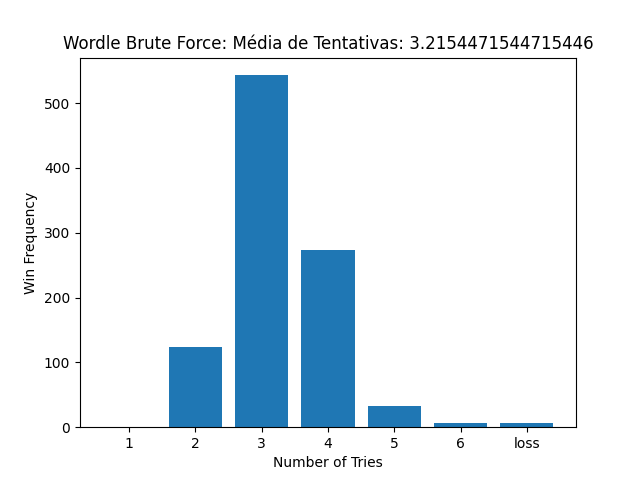 Wordle Brute Force: Média de Tentativas: 3.2154471544715446
500
400
300
200
100
0
Win Frequency
1 2 3 4 5 6 loss
Number of Tries